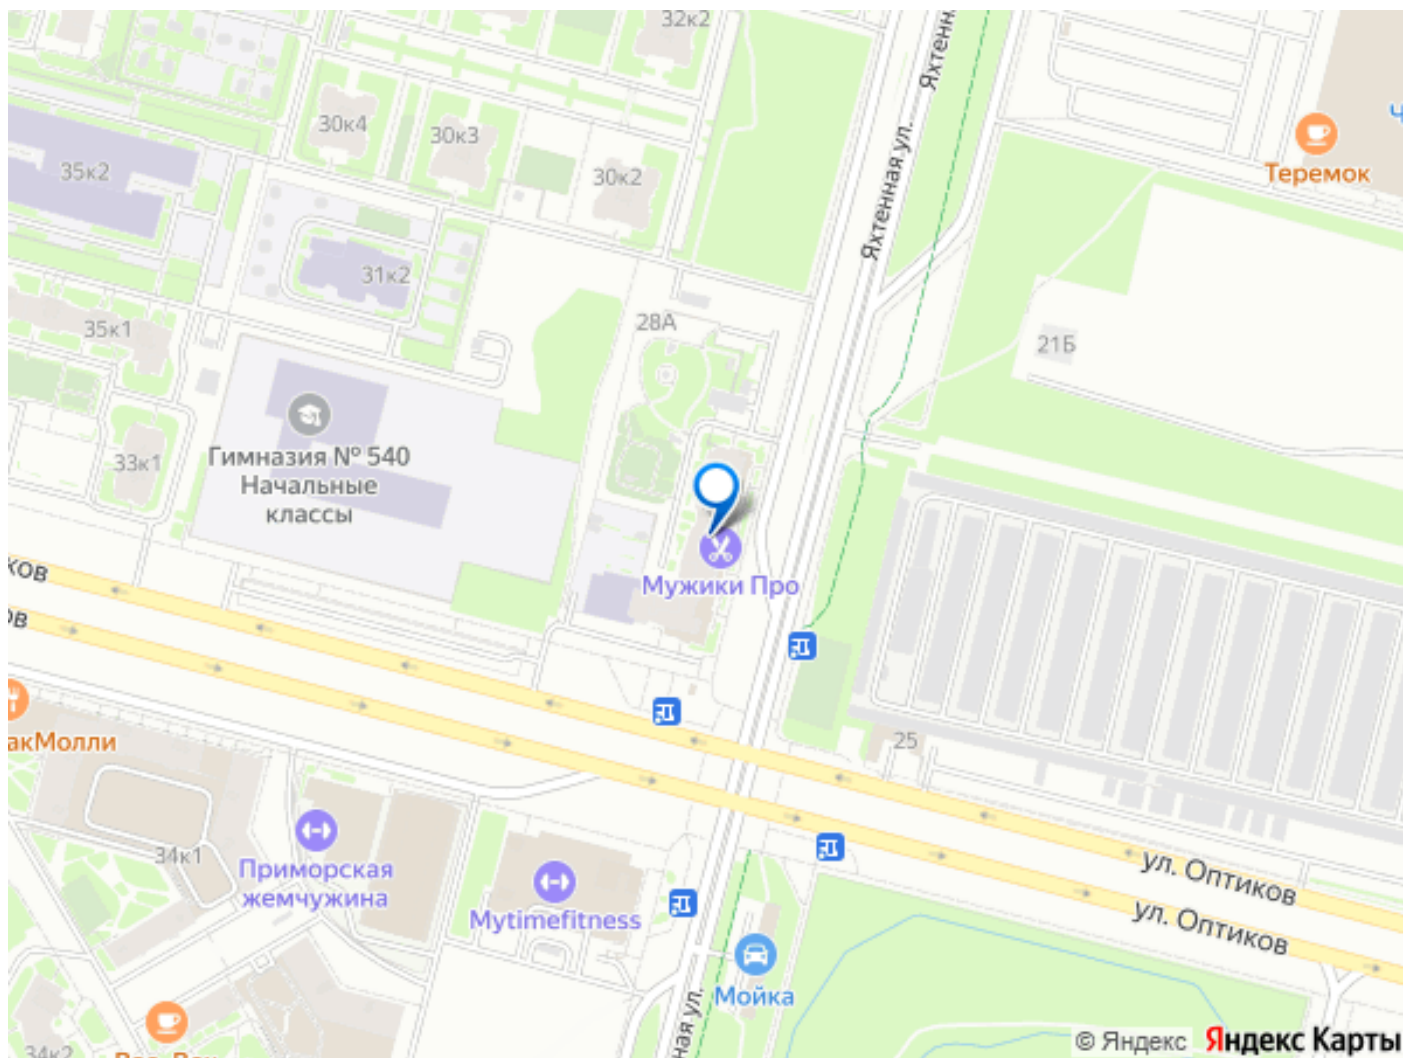 32к2
Яхтенн
30к4
30к3
30к2
35к2
Яхтенная ул.
Теремок
31к2
28А
35к1
21Б
33к1
Гимназия № 540
Начальные
классы
Мужики Про
ков
ов
25
акМолли
34к1
Приморская
жемчужина
Mytimefitness
ул. Оптиков
ул. Оптиков
Мойка
ная ул.
34к2
© Яндекс
Яндекс Карты